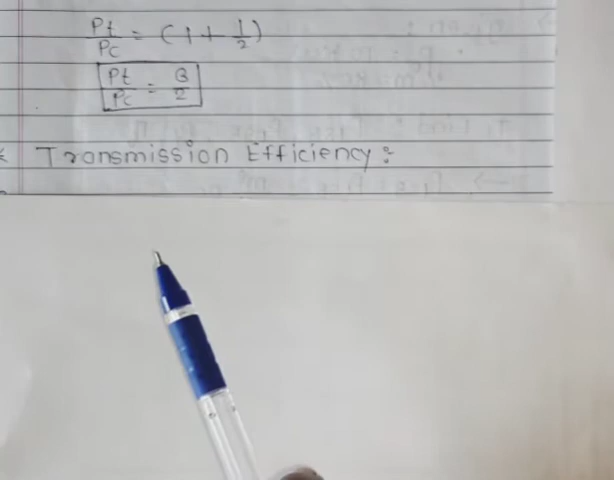 Pt/Pc = (1 + 1/2)
Pt/Pc = 3/2
Transmission Efficiency :